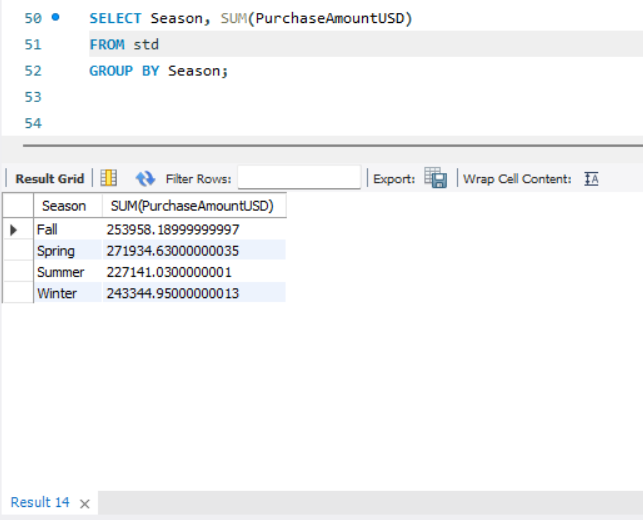 50 SELECT Season, SUM(PurchaseAmountUSD)
51 FROM std
52 GROUP BY Season;
53
54
Result Grid Filter Rows: Export: Wrap Cell Content: IA
Season SUM(PurchaseAmountUSD)
Fall 253958.18999999997
Spring 271934.63000000035
Summer 227141.0300000001
Winter 243344.95000000013
Result 14 ×